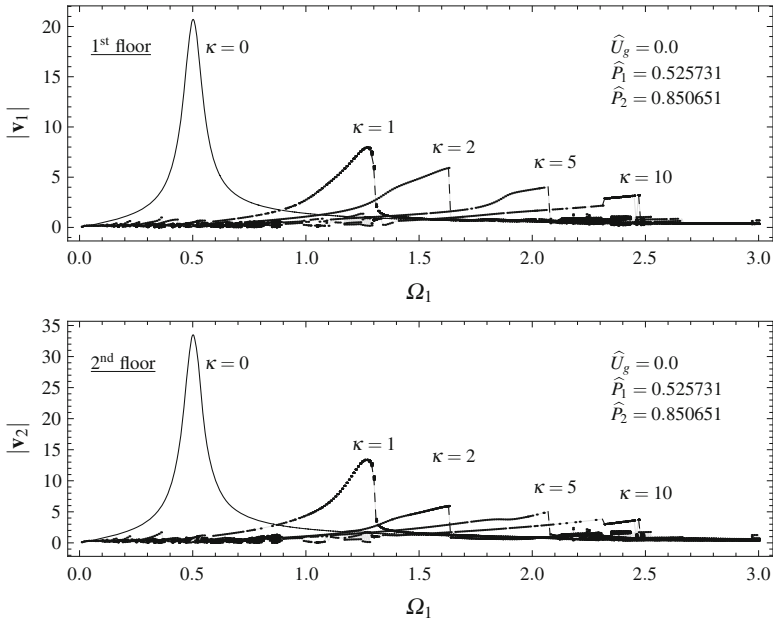 1st floor
κ = 0
κ = 1
κ = 2
κ = 5
κ = 10
Û_g = 0.0
P̂_1 = 0.525731
P̂_2 = 0.850651
|v_1|
20
15
10
5
0
0.0 0.5 1.0 1.5 2.0 2.5 3.0
Ω_1
2nd floor
κ = 0
κ = 1
κ = 2
κ = 5
κ = 10
Û_g = 0.0
P̂_1 = 0.525731
P̂_2 = 0.850651
|v_2|
35
30
25
20
15
10
5
0
0.0 0.5 1.0 1.5 2.0 2.5 3.0
Ω_1